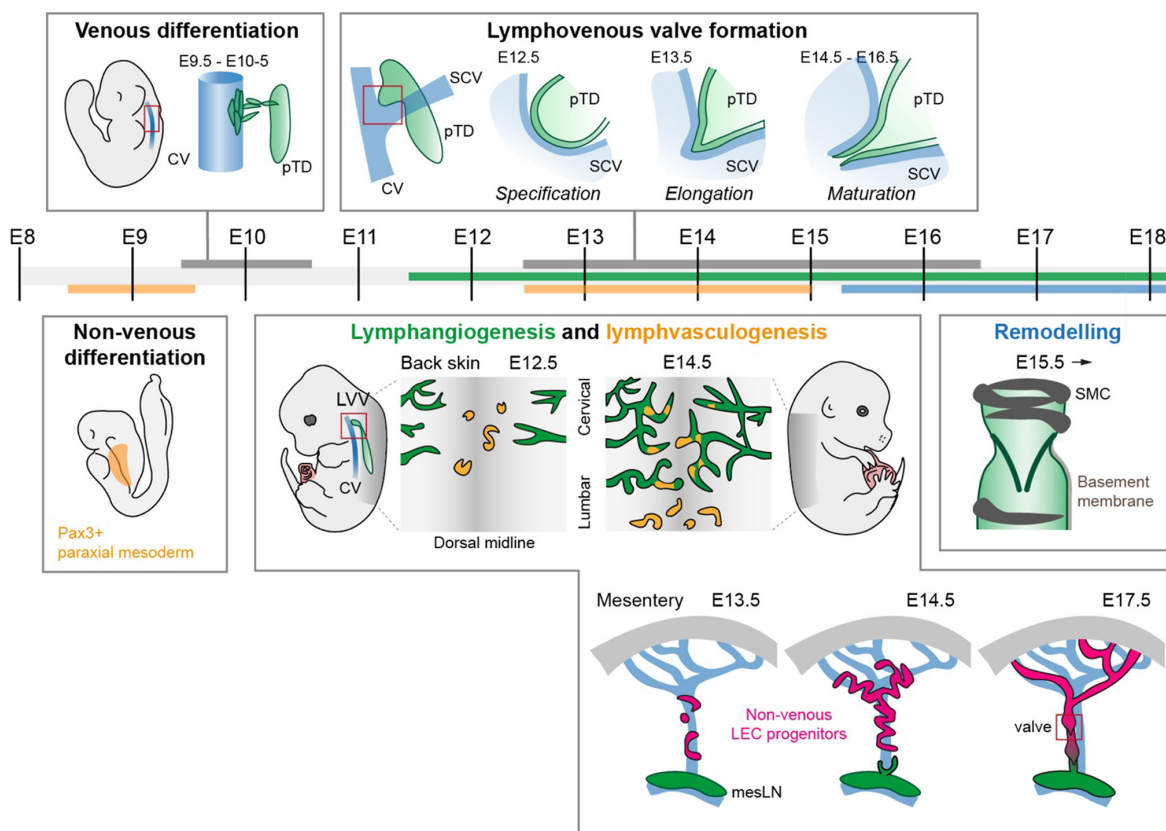 Venous differentiation
E9.5 - E10-5
CV
pTD
Lymphovenous valve formation
SCV
pTD
CV
E12.5
pTD
SCV
Specification
E13.5
pTD
SCV
Elongation
E14.5 - E16.5
pTD
SCV
Maturation
E8
E9
E10
E11
E12
E13
E14
E15
E16
E17
E18
Non-venous
differentiation
Pax3+
paraxial mesoderm
Lymphangiogenesis and lymphvasculogenesis
LVV
CV
Back skin
E12.5
Dorsal midline
E14.5
Cervical
Lumbar
Remodelling
E15.5
SMC
Basement
membrane
Mesentery
E13.5
E14.5
E17.5
Non-venous
LEC progenitors
valve
mesLN